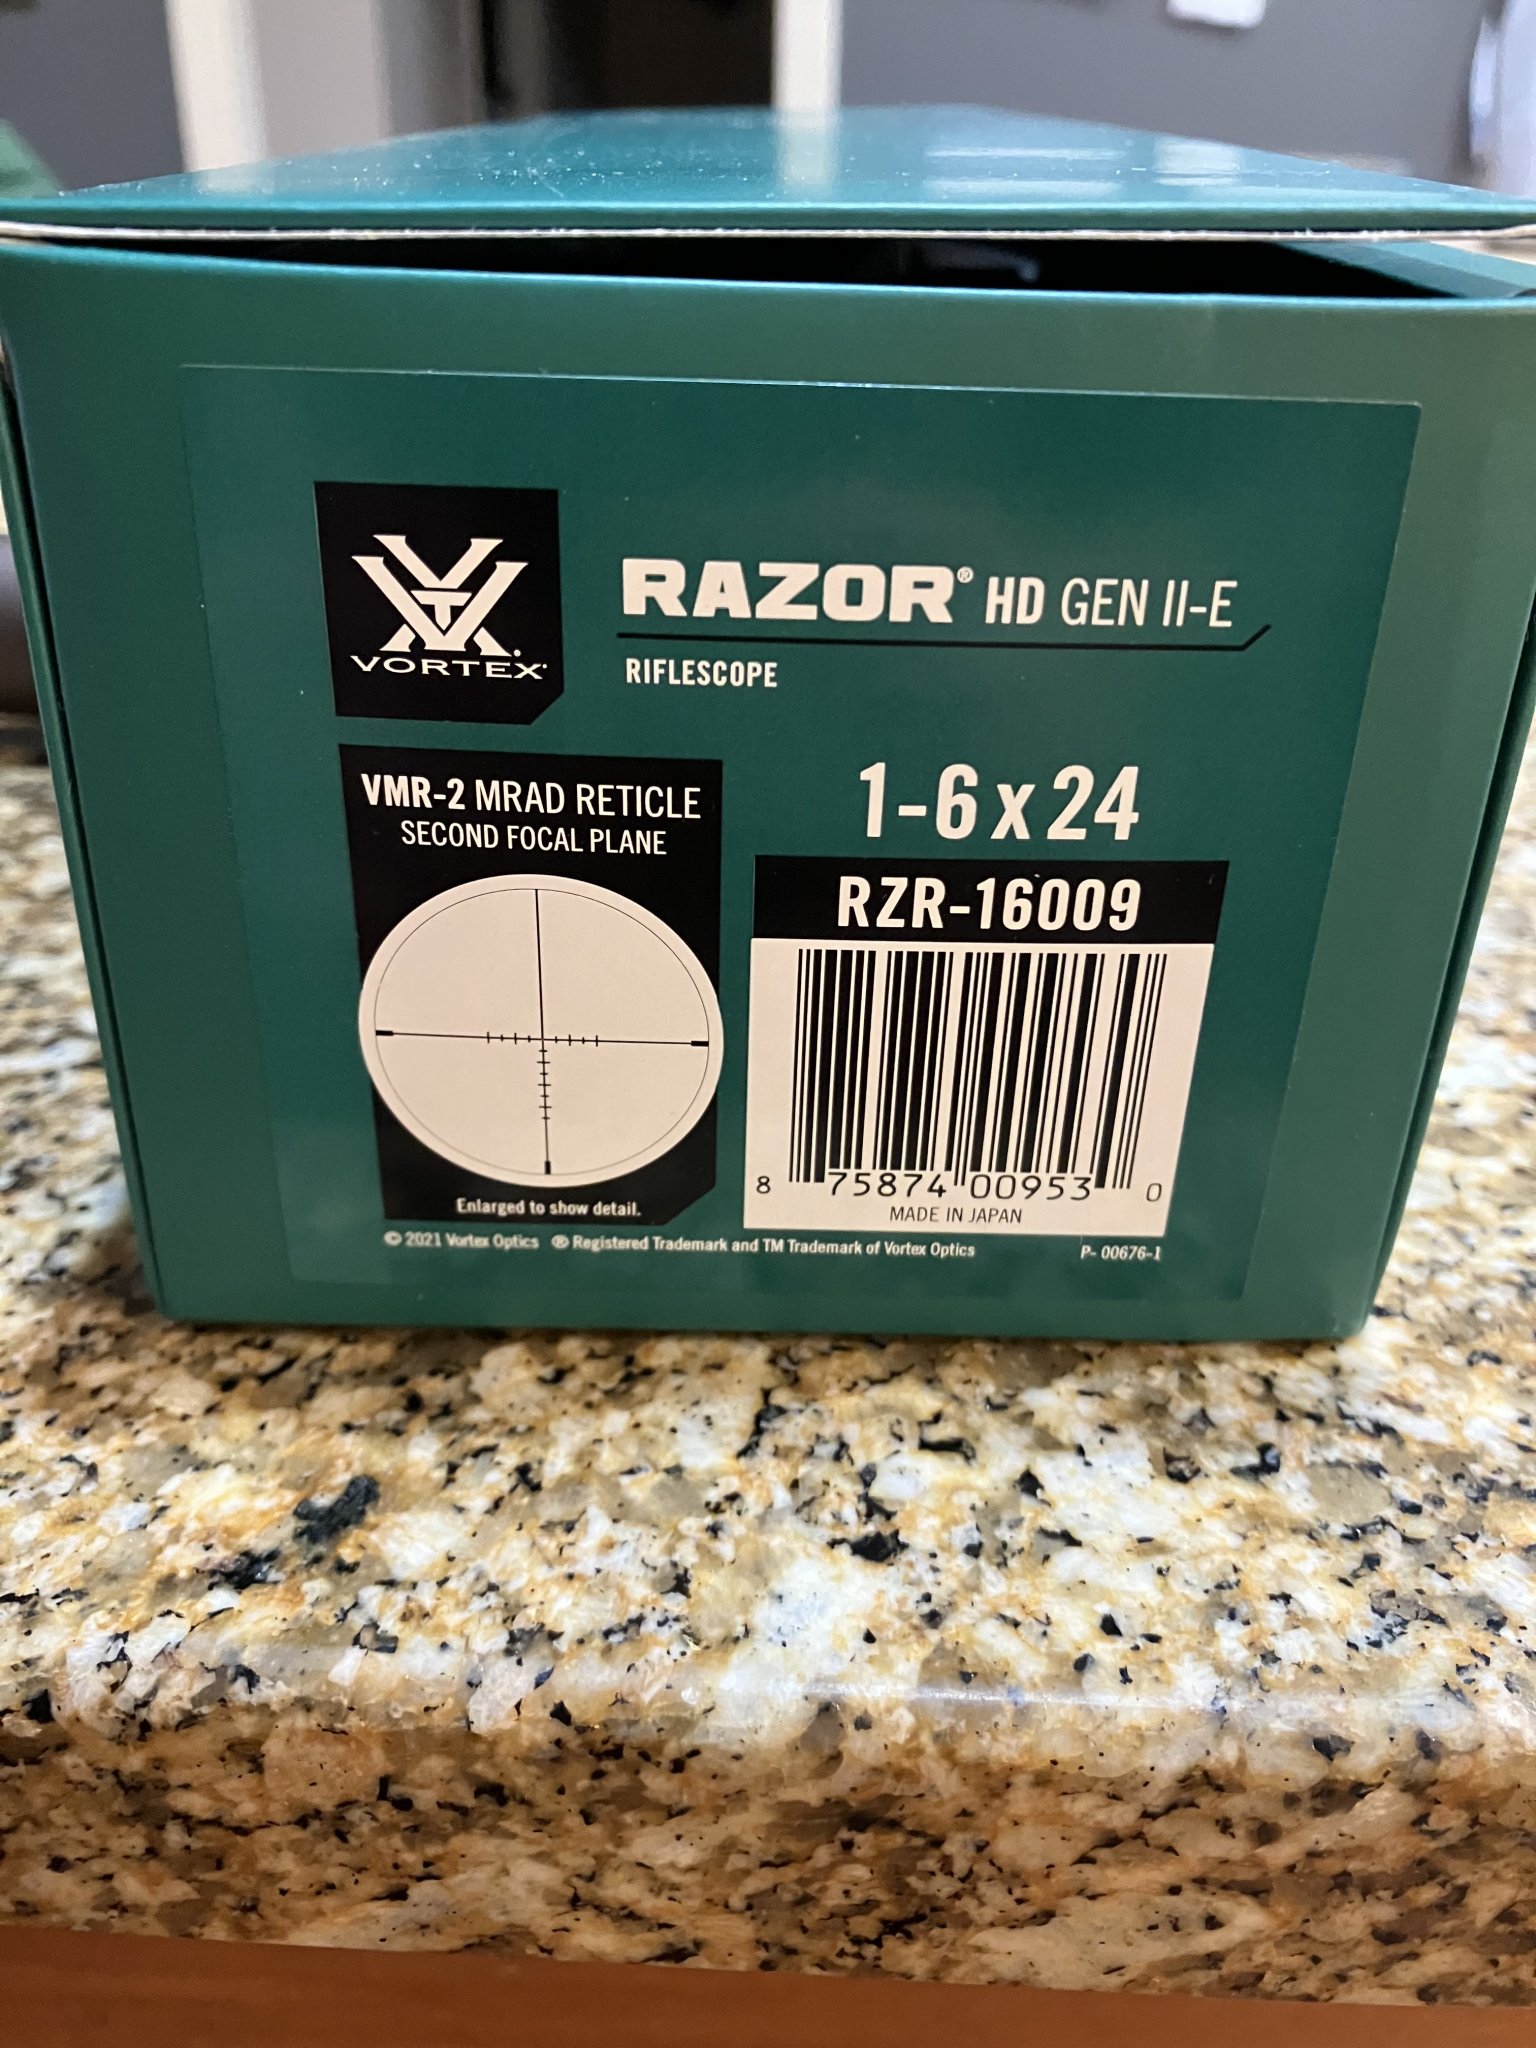 VORTEX
RAZOR® HD GEN II-E
RIFLESCOPE
VMR-2 MRAD RETICLE
SECOND FOCAL PLANE
Enlarged to show detail.
1-6 x 24
RZR-16009
8 75874 00953 0
MADE IN JAPAN
© 2021 Vortex Optics ® Registered Trademark and TM Trademark of Vortex Optics
P- 00676-1